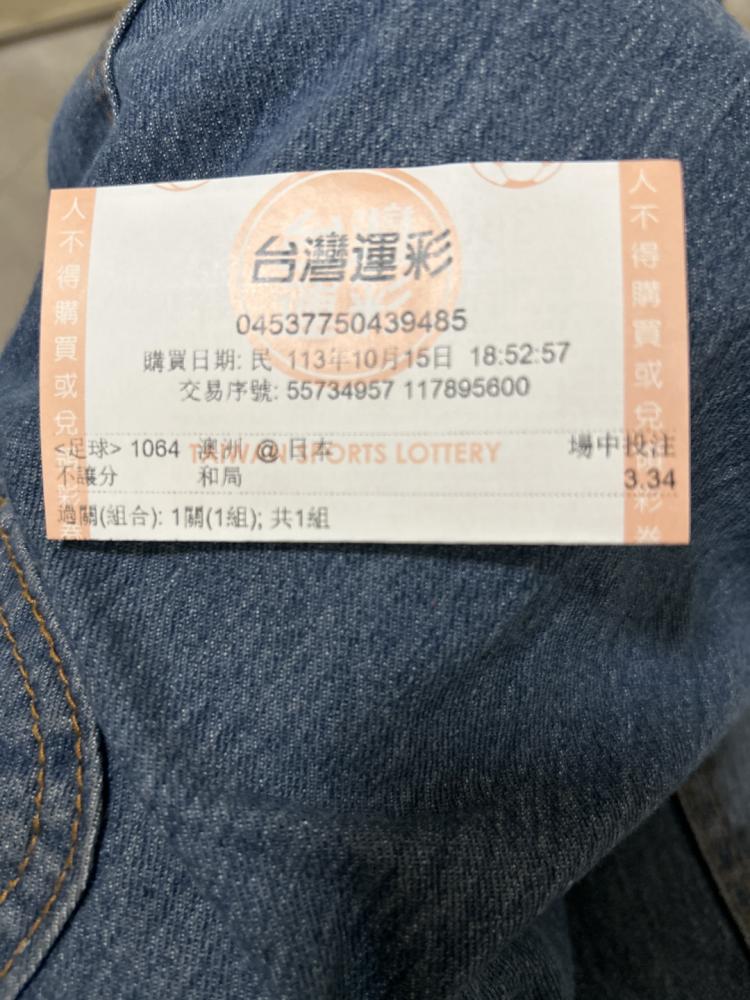 台灣運彩
04537750439485
購買日期: 民 113年10月15日 18:52:57
交易序號: 55734957 117895600
<足球> 1064 澳洲 @ 日本 場中投注
TAIWAN SPORTS LOTTERY
不讓分 和局 3.34
過關(組合): 1關(1組); 共1組
人不得購買或兌
人不得購買或兌
彩券